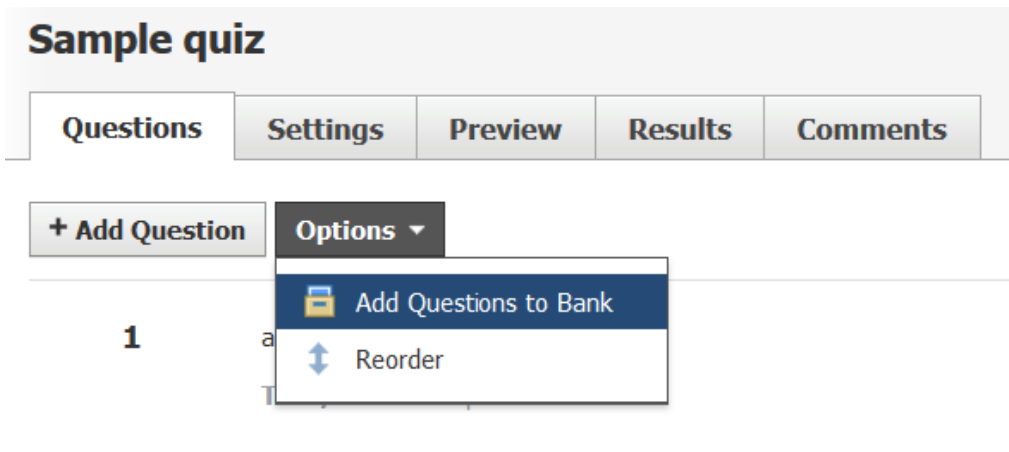 Sample quiz
Questions Settings Preview Results Comments
+ Add Question Options
Add Questions to Bank
1
Reorder